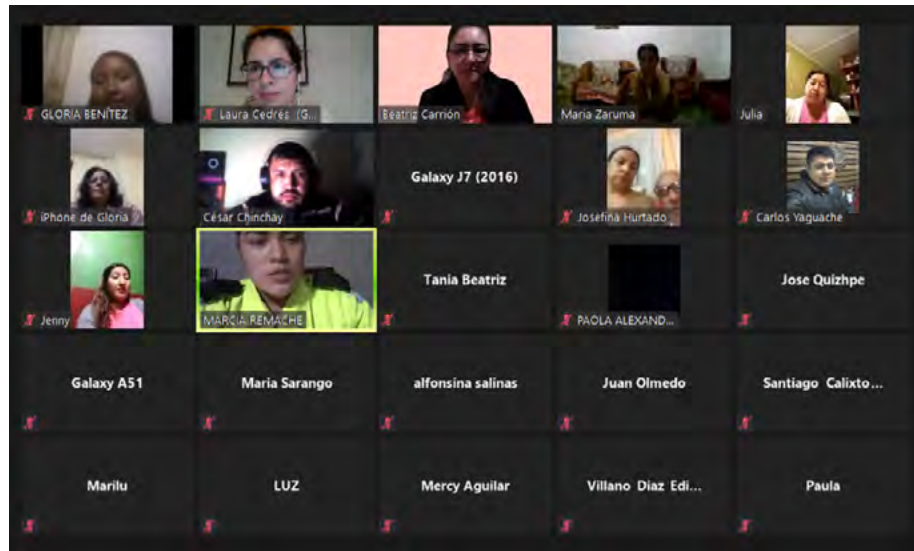 GLORIA BENÍTEZ
Laura Cedrés (G...
Beatriz Carrión
Maria Zaruma
Julia
iPhone de Gloria
César Chinchay
Galaxy J7 (2016)
Josefina Hurtado
Carlos Yaguache
Jenny
MARCIA REMACHE
Tania Beatriz
PAOLA ALEXAND...
Jose Quizhpe
Galaxy A51
Maria Sarango
alfonsina salinas
Juan Olmedo
Santiago Calixto...
Marilu
LUZ
Mercy Aguilar
Villano Diaz Edi...
Paula